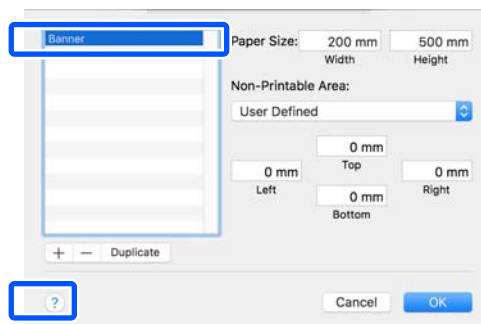 Banner
Paper Size: 200 mm 500 mm
Width Height
Non-Printable Area:
User Defined
0 mm
Top
0 mm 0 mm
Left Right
0 mm
Bottom
+ − Duplicate
? Cancel OK